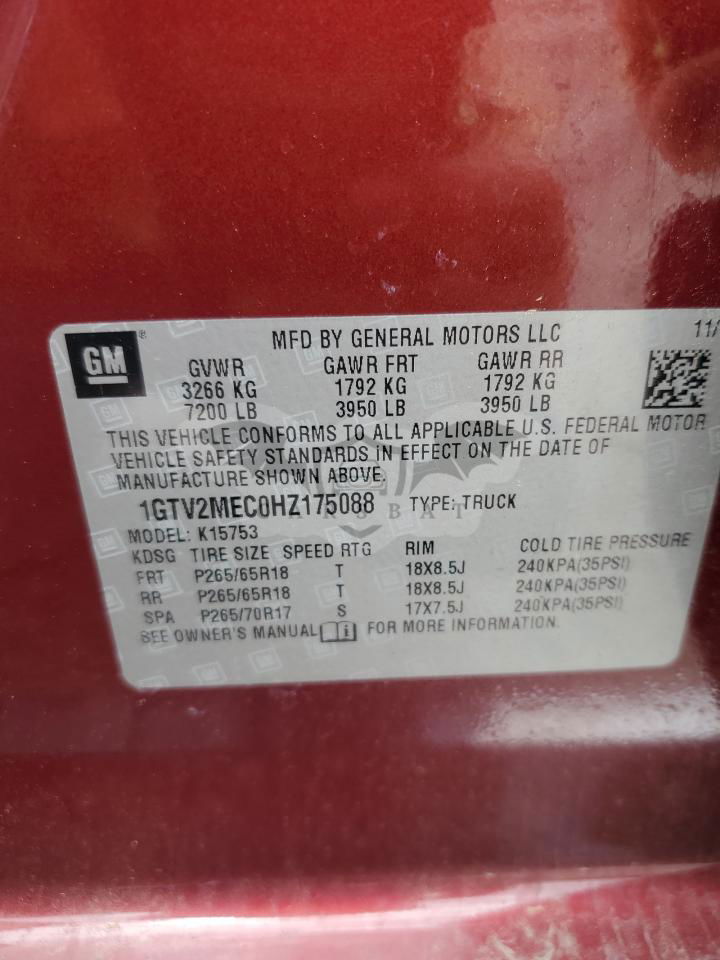 GM
MFD BY GENERAL MOTORS LLC 11/
GVWR GAWR FRT GAWR RR
3266 KG 1792 KG 1792 KG
7200 LB 3950 LB 3950 LB
THIS VEHICLE CONFORMS TO ALL APPLICABLE U.S. FEDERAL MOTOR
VEHICLE SAFETY STANDARDS IN EFFECT ON THE DATE OF
MANUFACTURE SHOWN ABOVE.
1GTV2MEC0HZ175088 TYPE: TRUCK
MODEL: K15753
KDSG TIRE SIZE SPEED RTG RIM COLD TIRE PRESSURE
FRT P265/65R18 T 18X8.5J 240KPA(35PSI)
RR P265/65R18 T 18X8.5J 240KPA(35PSI)
SPA P265/70R17 S 17X7.5J 240KPA(35PSI)
SEE OWNER'S MANUAL FOR MORE INFORMATION.